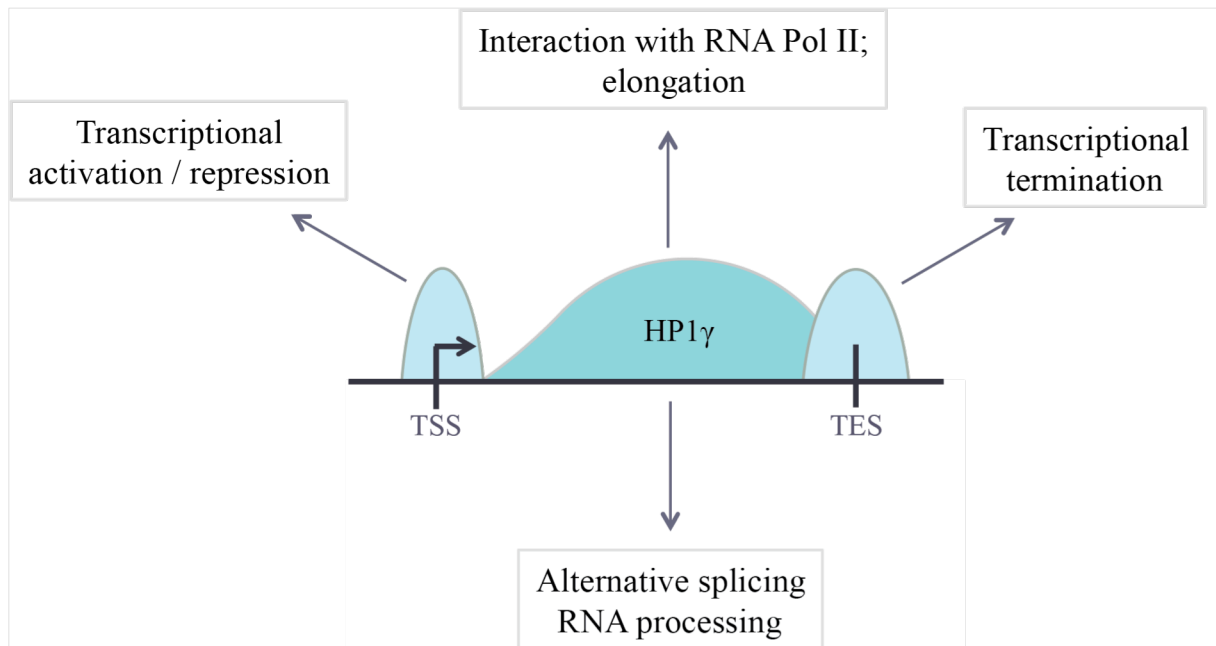 Interaction with RNA Pol II;
elongation
Transcriptional
activation / repression
Transcriptional
termination
HP1γ
TSS
TES
Alternative splicing
RNA processing